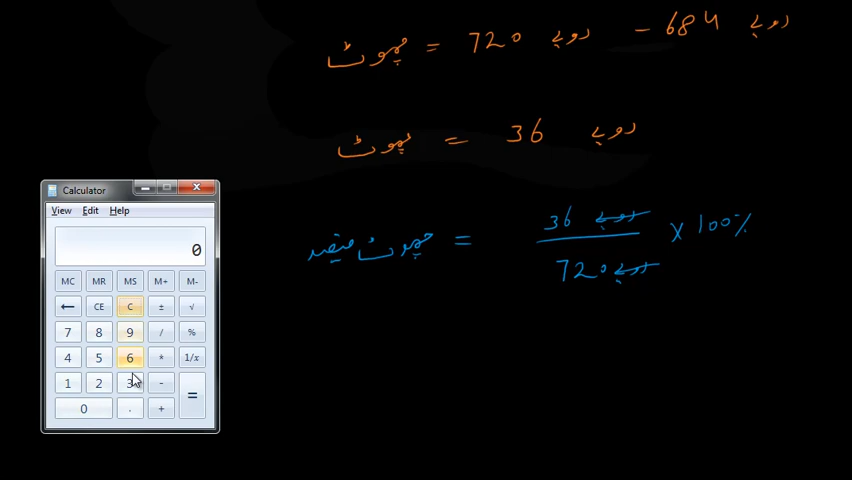 چھوٹ = 720 روپے - 684 روپے
چھوٹ = 36 روپے
چھوٹ فیصد = 36 روپے / 720 روپے x 100%
Calculator
View Edit Help
0
MC MR MS M+ M-
← CE C ± √
7 8 9 / %
4 5 6 * 1/x
1 2 3 - =
0 . +